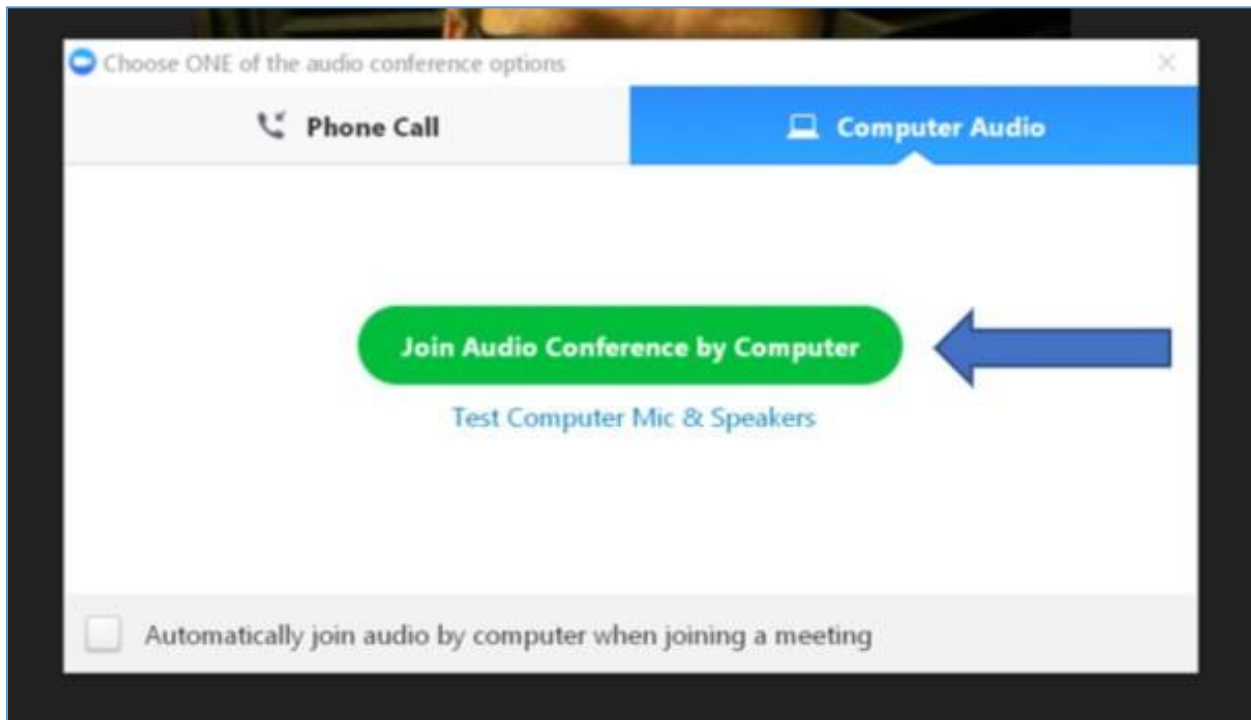 Choose ONE of the audio conference options
Phone Call
Computer Audio
Join Audio Conference by Computer
Test Computer Mic & Speakers
Automatically join audio by computer when joining a meeting